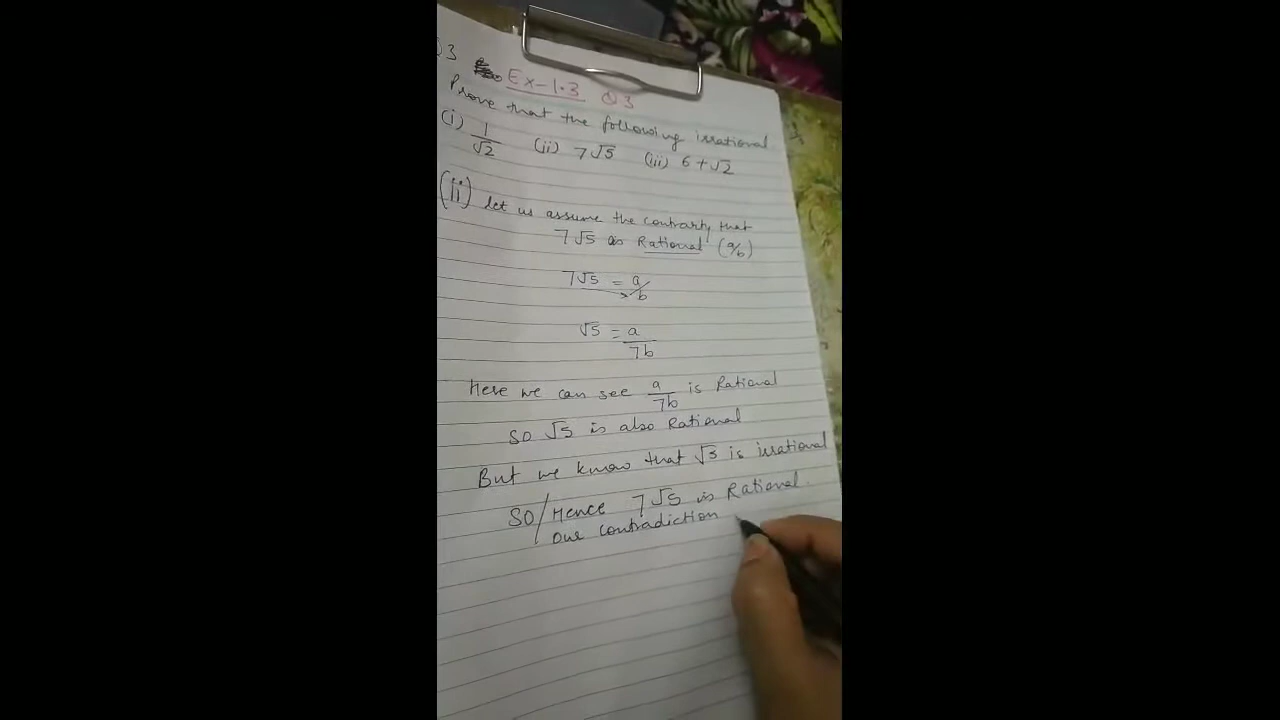 Q3 Ex-1.3 Q3
Prove that the following irrational
(i) 1/√2 (ii) 7√5 (iii) 6+√2
(ii) Let us assume the contrarty that
7√5 is Rational (a/b)
7√5 = a/b
√5 = a/7b
Here we can see a/7b is Rational
SO √5 is also Rational
But we know that √3 is irrational
SO/Hence 7√5 is Rational.
Our contradiction